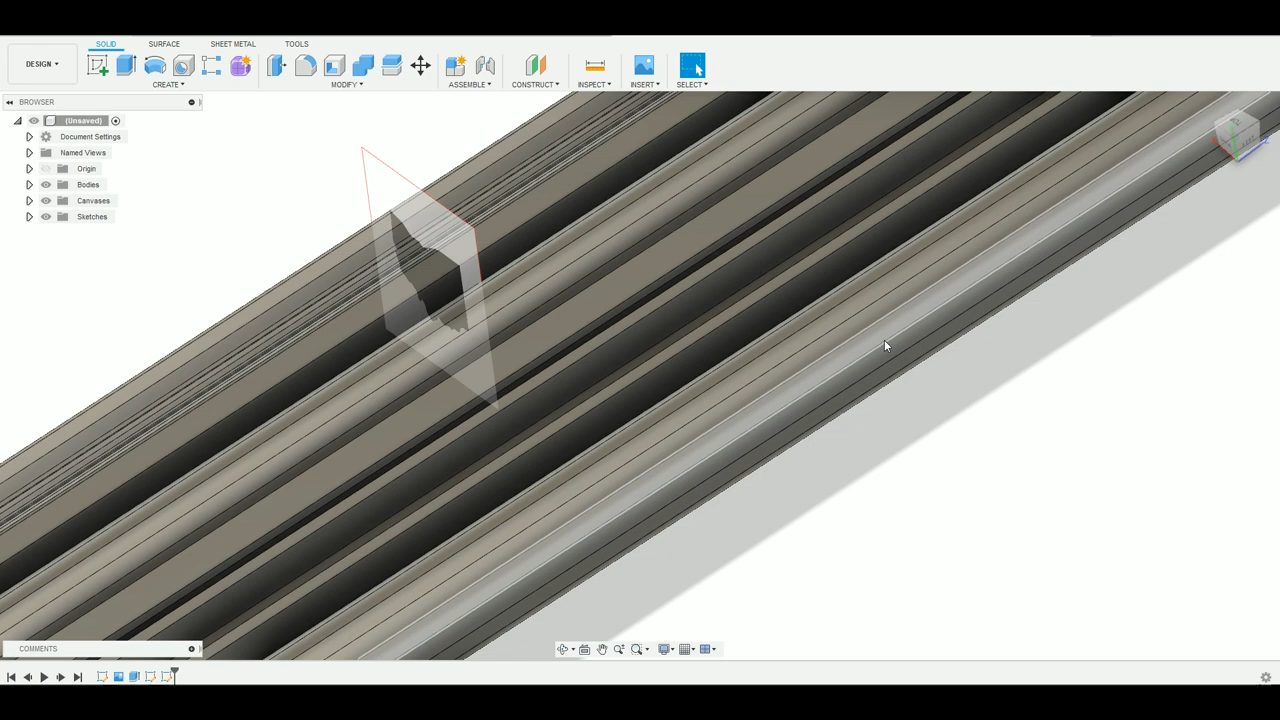 SOLID SURFACE SHEET METAL TOOLS
DESIGN
CREATE MODIFY ASSEMBLE CONSTRUCT INSPECT INSERT SELECT
BROWSER
(Unsaved)
Document Settings
Named Views
Origin
Bodies
Canvases
Sketches
COMMENTS